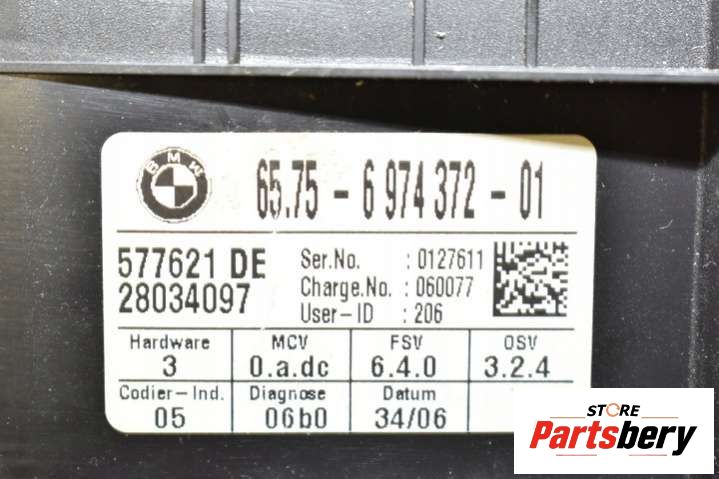 BMW
65.75 - 6 974 372 - 01
577621 DE
28034097
Ser.No. : 0127611
Charge.No. : 060077
User-ID : 206
Hardware MCV FSV OSV
3 0.a.dc 6.4.0 3.2.4
Codier-Ind. Diagnose Datum
05 06b0 34/06
STORE
Partsbery